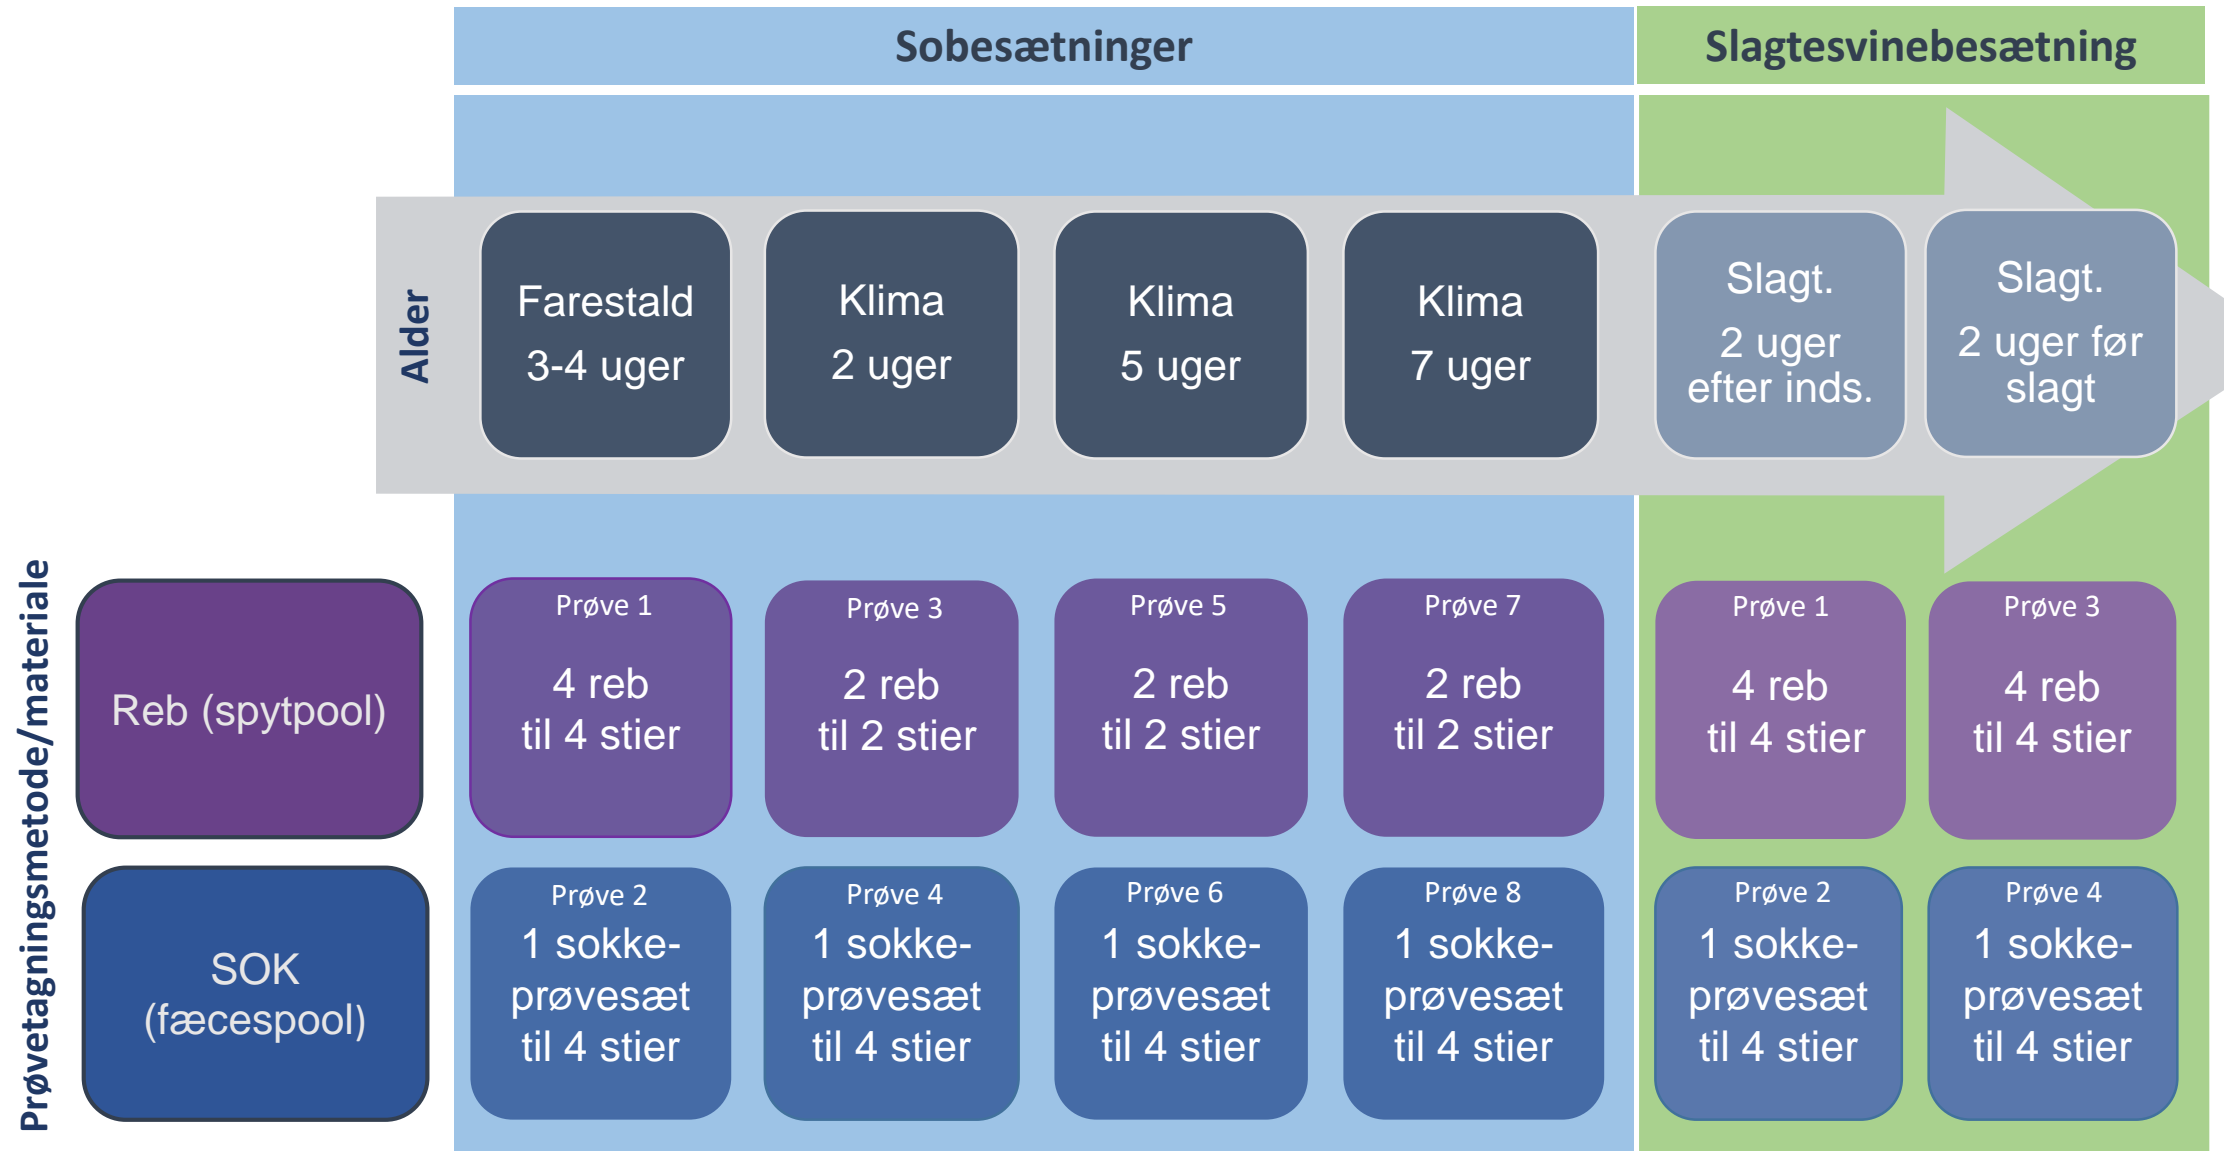 Sobesætninger
Slagtesvinebesætning
Alder
Farestald
3-4 uger
Klima
2 uger
Klima
5 uger
Klima
7 uger
Slagt.
2 uger
efter inds.
Slagt.
2 uger før
slagt
Prøvetagningsmetode/materiale
Reb (spytpool)
Prøve 1
4 reb
til 4 stier
Prøve 3
2 reb
til 2 stier
Prøve 5
2 reb
til 2 stier
Prøve 7
2 reb
til 2 stier
Prøve 1
4 reb
til 4 stier
Prøve 3
4 reb
til 4 stier
SOK
(fæcespool)
Prøve 2
1 sokke-
prøvesæt
til 4 stier
Prøve 4
1 sokke-
prøvesæt
til 4 stier
Prøve 6
1 sokke-
prøvesæt
til 4 stier
Prøve 8
1 sokke-
prøvesæt
til 4 stier
Prøve 2
1 sokke-
prøvesæt
til 4 stier
Prøve 4
1 sokke-
prøvesæt
til 4 stier